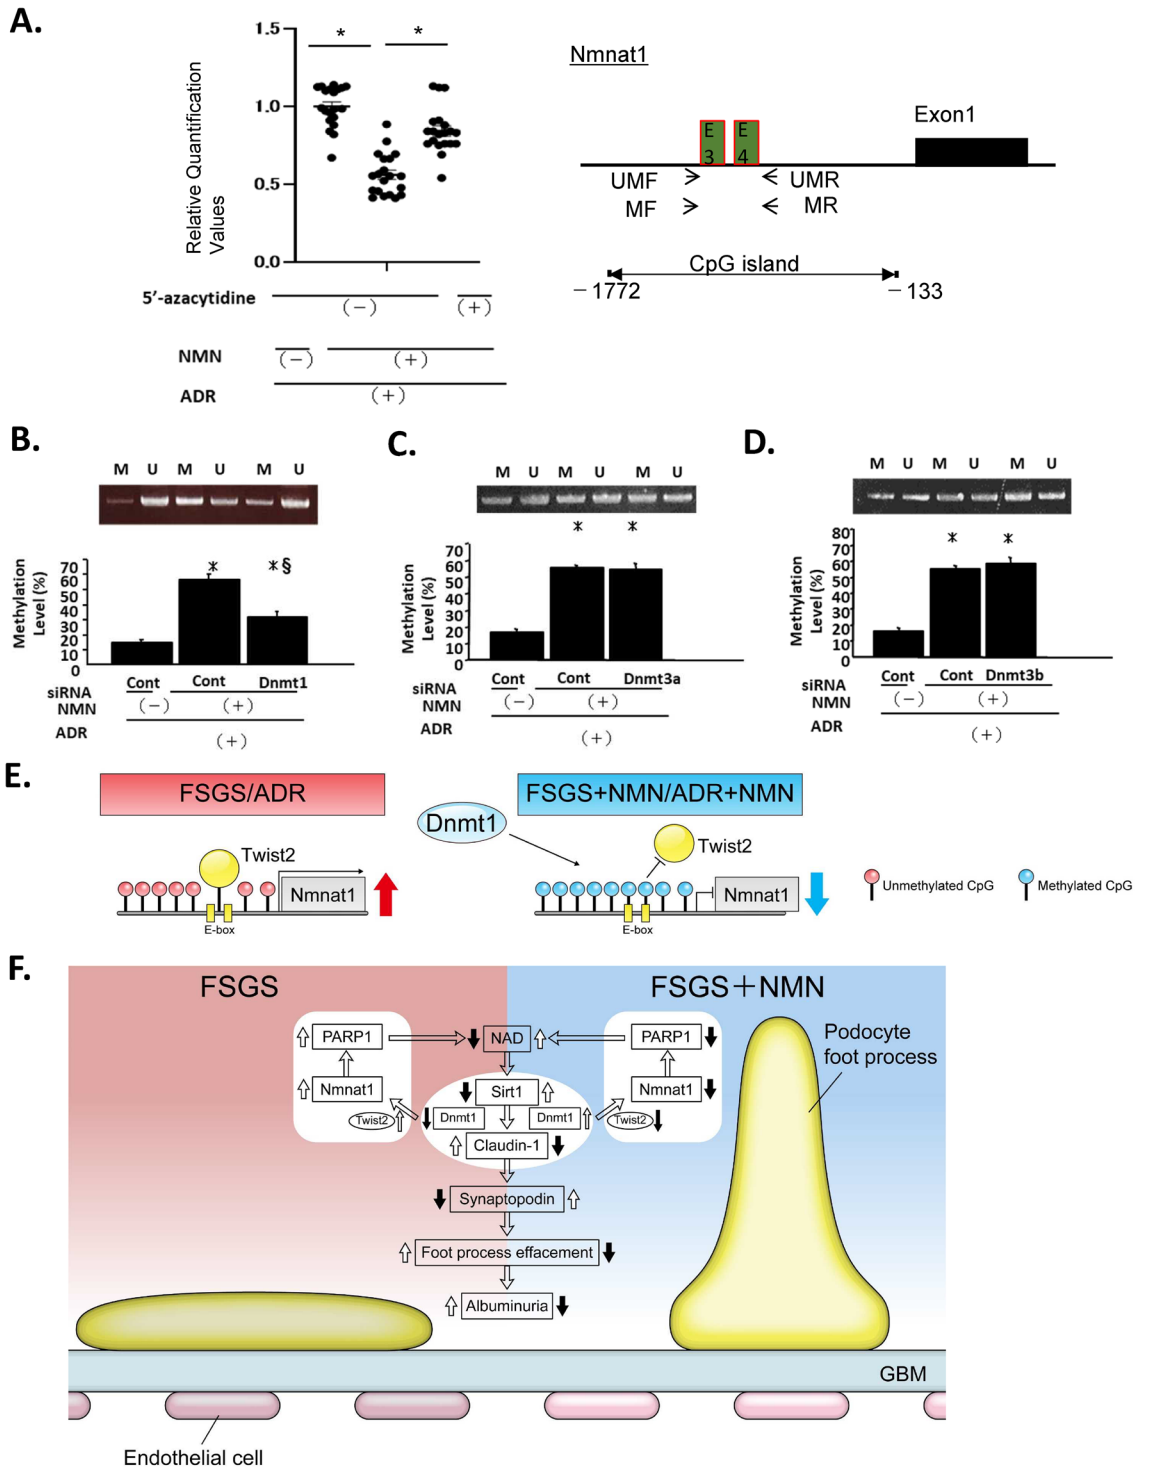 A.
1.5
1.0
0.5
0.0
Relative Quantification
Values
*
*
5′-azacytidine
(−)
(+)
NMN
(−)
(+)
ADR
(+)
Nmnat1
E
3
E
4
Exon1
UMF
UMR
MF
MR
CpG island
−1772
−133
B.
M U M U M U
Methylation
Level (%)
70
60
50
40
30
20
10
0
*
* §
Cont Cont Dnmt1
siRNA
NMN
(−) (+)
ADR
(+)
C.
M U M U M U
* *
Methylation
Level (%)
70
60
50
40
30
20
10
0
Cont Cont Dnmt3a
siRNA
NMN
(−) (+)
ADR
(+)
D.
M U M U M U
Methylation
Level (%)
80
70
60
50
40
30
20
10
0
* *
Cont Cont Dnmt3b
siRNA
NMN
(−) (+)
ADR
(+)
E.
FSGS/ADR
FSGS+NMN/ADR+NMN
Dnmt1
Twist2
Twist2
Nmnat1
Nmnat1
E-box
E-box
Unmethylated CpG
Methylated CpG
F.
FSGS
FSGS+NMN
PARP1
NAD
PARP1
Podocyte
foot process
Nmnat1
Sirt1
Nmnat1
Twist2
Dnmt1
Dnmt1
Twist2
Claudin-1
Synaptopodin
Foot process effacement
Albuminuria
GBM
Endothelial cell